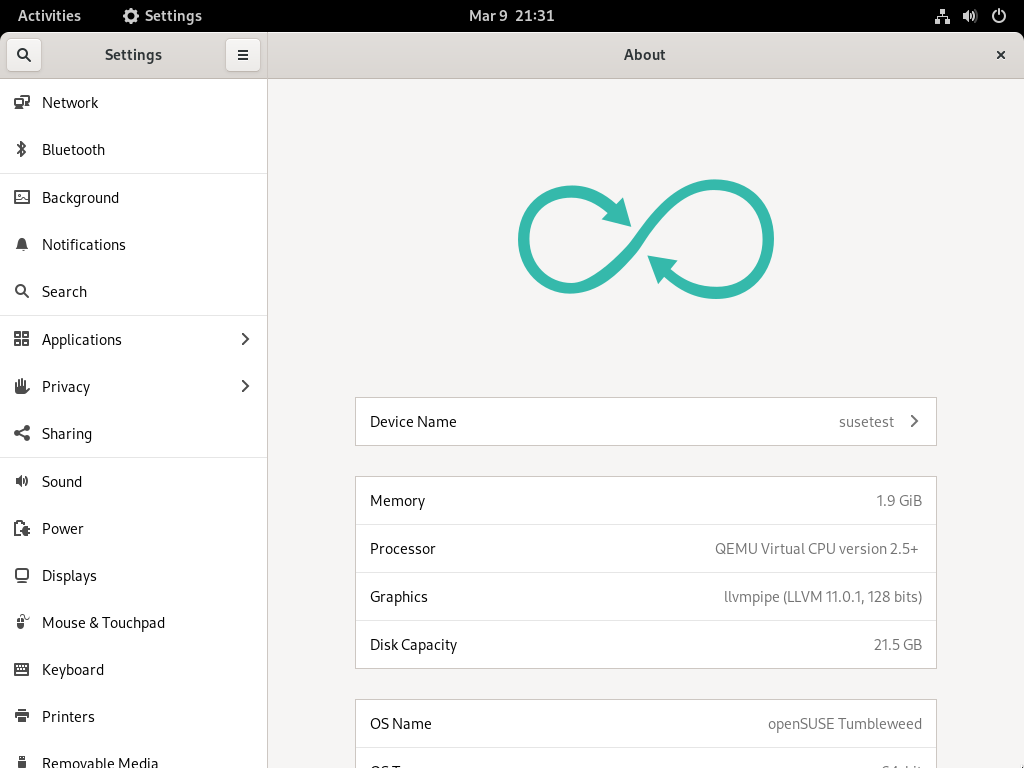 Activities
Settings
Mar 9 21:31
Settings
About
Network
Bluetooth
Background
Notifications
Search
Applications
Privacy
Sharing
Sound
Power
Displays
Mouse & Touchpad
Keyboard
Printers
Removable Media
Device Name susetest
Memory 1.9 GiB
Processor QEMU Virtual CPU version 2.5+
Graphics llvmpipe (LLVM 11.0.1, 128 bits)
Disk Capacity 21.5 GB
OS Name openSUSE Tumbleweed